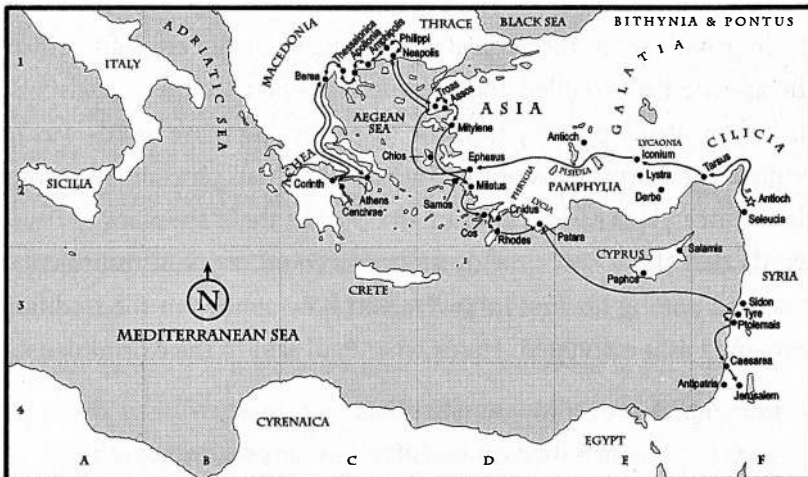 THRACE
BLACK SEA
BITHYNIA & PONTUS
ADRIATIC SEA
MACEDONIA
Thessalonica
Apollonia
Amphipolis
Philippi
Neapolis
1
ITALY
Berea
GALATIA
Troas
Assos
ASIA
AEGEAN SEA
Mitylene
Antioch
LYCAONIA
Iconium
CILICIA
Chios
Ephesus
PISIDIA
Tarsus
ACHEA
SICILIA
Corinth
PHRYGIA
PAMPHYLIA
Lystra
Antioch
2
Athens
Cenchrae
Samos
Miletus
LYCIA
Derbe
Seleucia
Cos
Cnidus
Rhodes
Patara
CYPRUS
Salamis
CRETE
Paphos
SYRIA
N
3
Sidon
Tyre
Ptolemais
MEDITERRANEAN SEA
Caesarea
Antipatris
Jerusalem
4
CYRENAICA
EGYPT
A
B
C
D
E
F